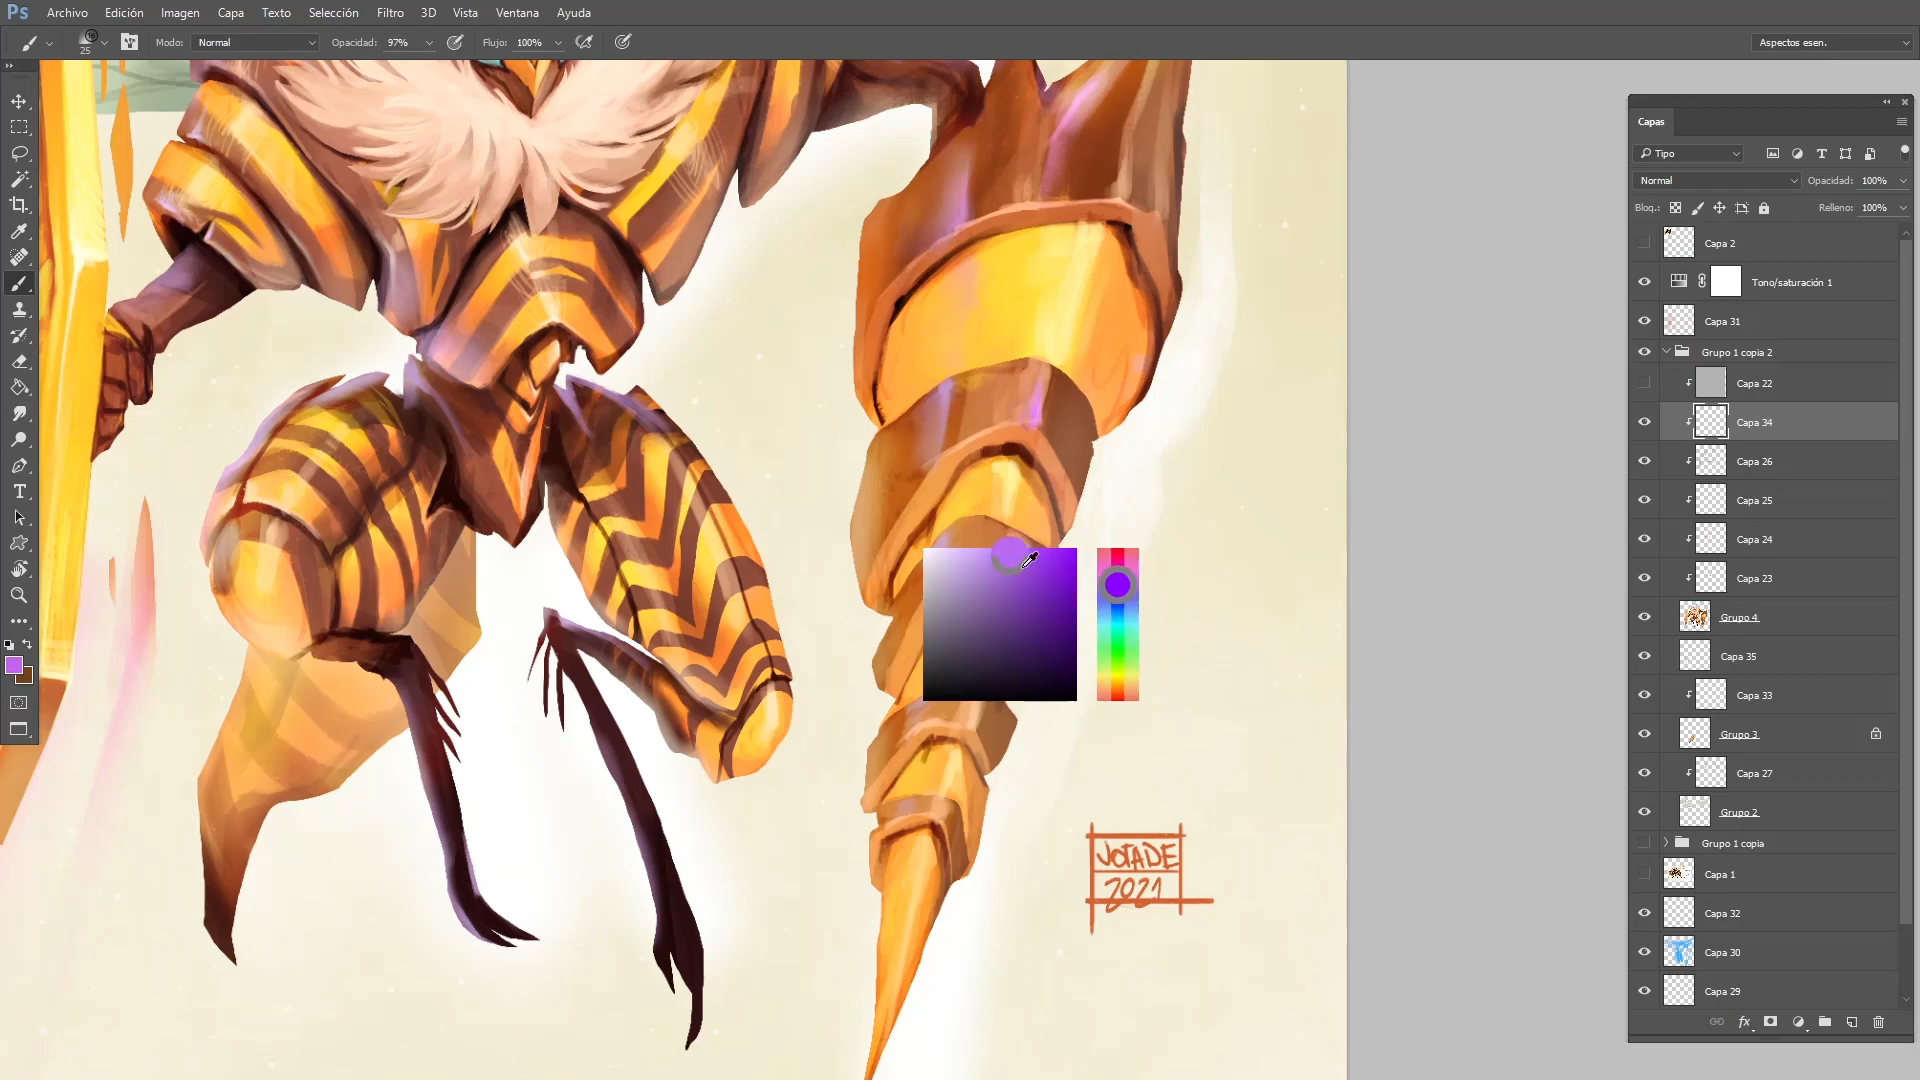 Ps Archivo Edición Imagen Capa Texto Selección Filtro 3D Vista Ventana Ayuda
25 Modo: Normal Opacidad: 97% Flujo: 100% Aspectos esen.
Capas
Tipo
Normal Opacidad: 100%
Bloq.: Relleno: 100%
Capa 2
Tono/saturación 1
Capa 31
Grupo 1 copia 2
Capa 22
Capa 34
Capa 26
Capa 25
Capa 24
Capa 23
Grupo 4
Capa 35
Capa 33
Grupo 3
Capa 27
Grupo 2
Grupo 1 copia
Capa 1
Capa 32
Capa 30
Capa 29
fx
JOTADE
2021